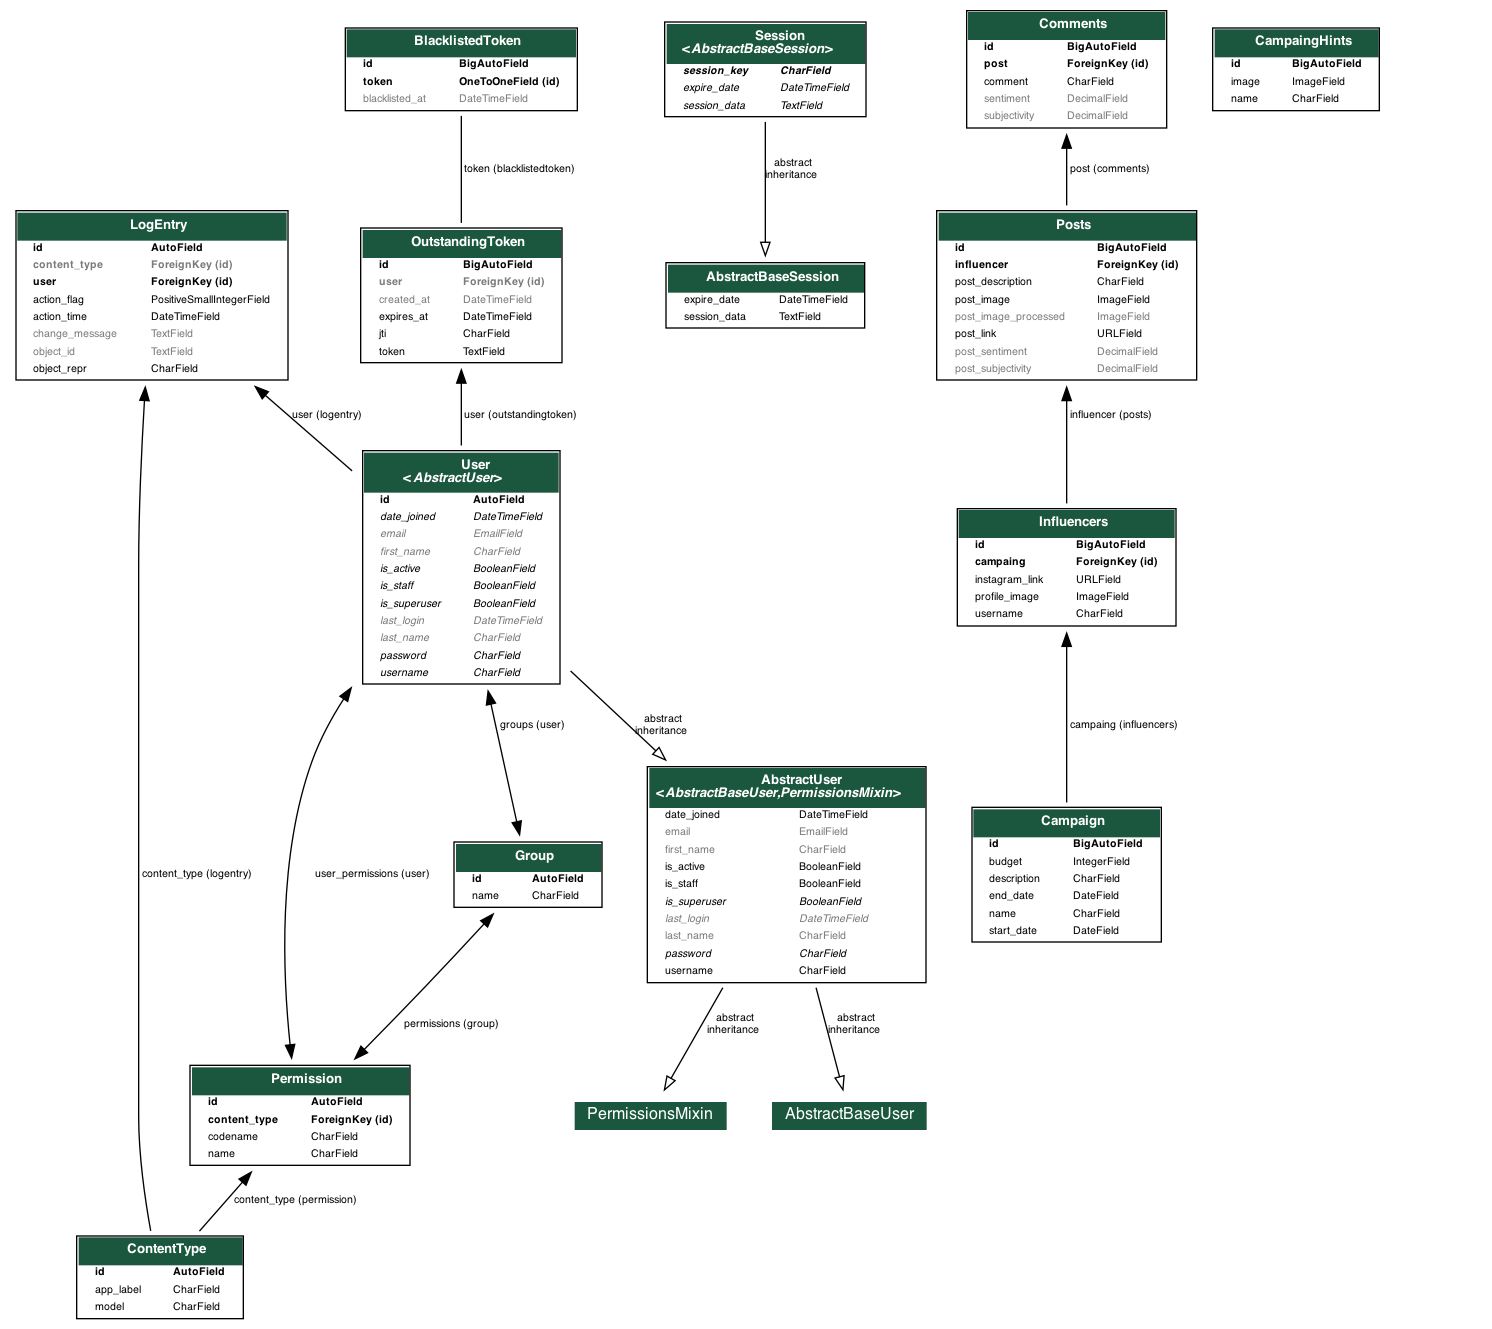 BlacklistedToken
id BigAutoField
token OneToOneField (id)
blacklisted_at DateTimeField
Session
<AbstractBaseSession>
session_key CharField
expire_date DateTimeField
session_data TextField
Comments
id BigAutoField
post ForeignKey (id)
comment CharField
sentiment DecimalField
subjectivity DecimalField
CampaingHints
id BigAutoField
image ImageField
name CharField
token (blacklistedtoken)
abstract
inheritance
post (comments)
LogEntry
id AutoField
content_type ForeignKey (id)
user ForeignKey (id)
action_flag PositiveSmallIntegerField
action_time DateTimeField
change_message TextField
object_id TextField
object_repr CharField
OutstandingToken
id BigAutoField
user ForeignKey (id)
created_at DateTimeField
expires_at DateTimeField
jti CharField
token TextField
AbstractBaseSession
expire_date DateTimeField
session_data TextField
Posts
id BigAutoField
influencer ForeignKey (id)
post_description CharField
post_image ImageField
post_image_processed ImageField
post_link URLField
post_sentiment DecimalField
post_subjectivity DecimalField
user (logentry)
user (outstandingtoken)
influencer (posts)
User
<AbstractUser>
id AutoField
date_joined DateTimeField
email EmailField
first_name CharField
is_active BooleanField
is_staff BooleanField
is_superuser BooleanField
last_login DateTimeField
last_name CharField
password CharField
username CharField
Influencers
id BigAutoField
campaing ForeignKey (id)
instagram_link URLField
profile_image ImageField
username CharField
groups (user)
abstract
inheritance
campaing (influencers)
AbstractUser
<AbstractBaseUser,PermissionsMixin>
date_joined DateTimeField
email EmailField
first_name CharField
is_active BooleanField
is_staff BooleanField
is_superuser BooleanField
last_login DateTimeField
last_name CharField
password CharField
username CharField
Campaign
id BigAutoField
budget IntegerField
description CharField
end_date DateField
name CharField
start_date DateField
content_type (logentry)
user_permissions (user)
Group
id AutoField
name CharField
permissions (group)
abstract
inheritance
abstract
inheritance
Permission
id AutoField
content_type ForeignKey (id)
codename CharField
name CharField
PermissionsMixin
AbstractBaseUser
content_type (permission)
ContentType
id AutoField
app_label CharField
model CharField